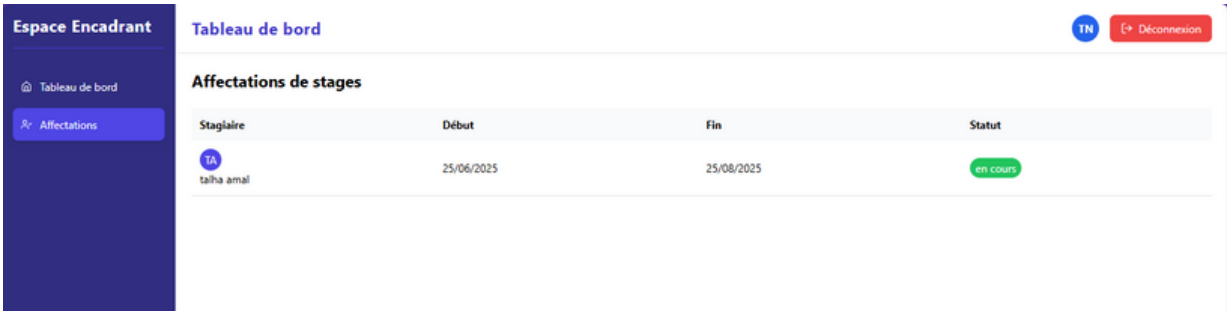 Espace Encadrant
Tableau de bord
Affectations
Tableau de bord
TN
Déconnexion
Affectations de stages
Stagiaire Début Fin Statut
TA
talha amal
25/06/2025 25/08/2025 en cours